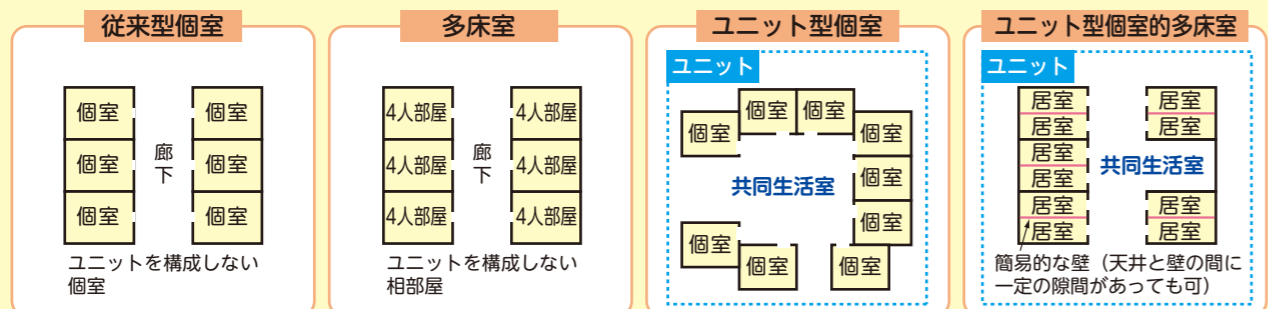 従来型個室
個室
個室
個室
廊下
個室
個室
個室
ユニットを構成しない
個室
多床室
4人部屋
4人部屋
4人部屋
廊下
4人部屋
4人部屋
4人部屋
ユニットを構成しない
相部屋
ユニット型個室
ユニット
個室
個室
個室
個室
個室
個室
共同生活室
個室
個室
個室
ユニット型個室的多床室
ユニット
居室
居室
居室
居室
居室
居室
居室
居室
共同生活室
居室
居室
簡易的な壁（天井と壁の間に
一定の隙間があっても可）